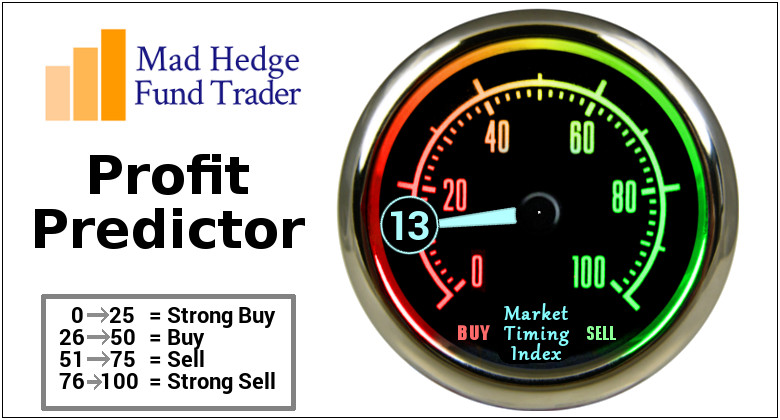 Mad Hedge
Fund Trader
Profit
Predictor
0→25 = Strong Buy
26→50 = Buy
51→75 = Sell
76→100 = Strong Sell
40
60
20
80
13
0
100
BUY
Market
Timing
Index
SELL